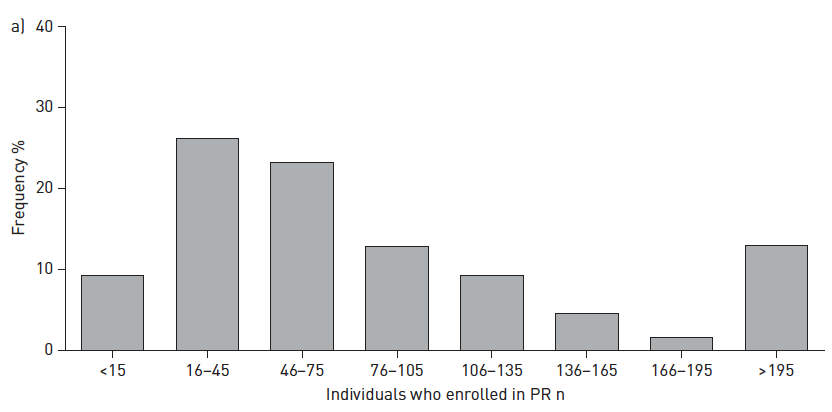 a)
40
30
20
10
0
Frequency %
<15 16–45 46–75 76–105 106–135 136–165 166–195 >195
Individuals who enrolled in PR n